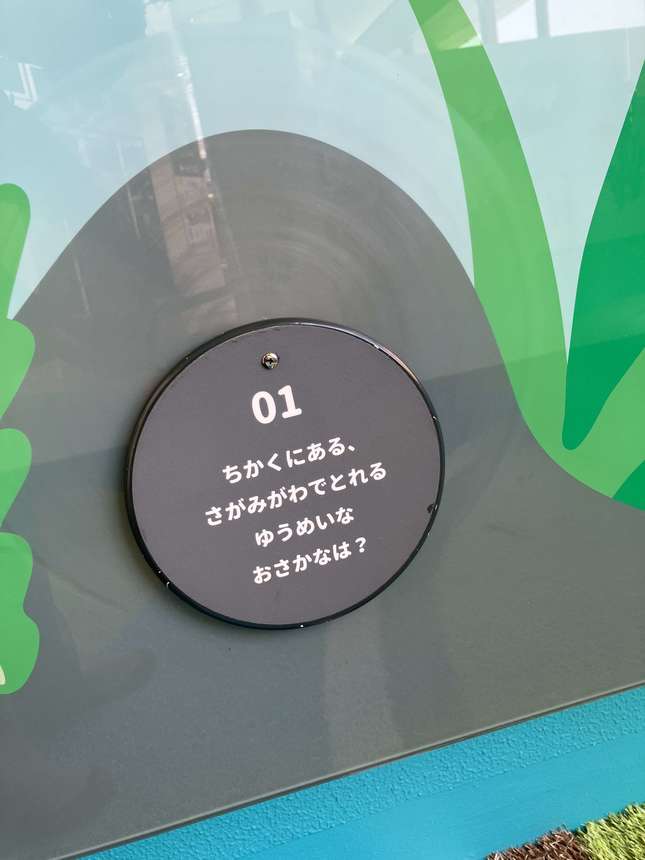 01
ちかくにある、
さがみがわでとれる
ゆうめいな
おさかなは？